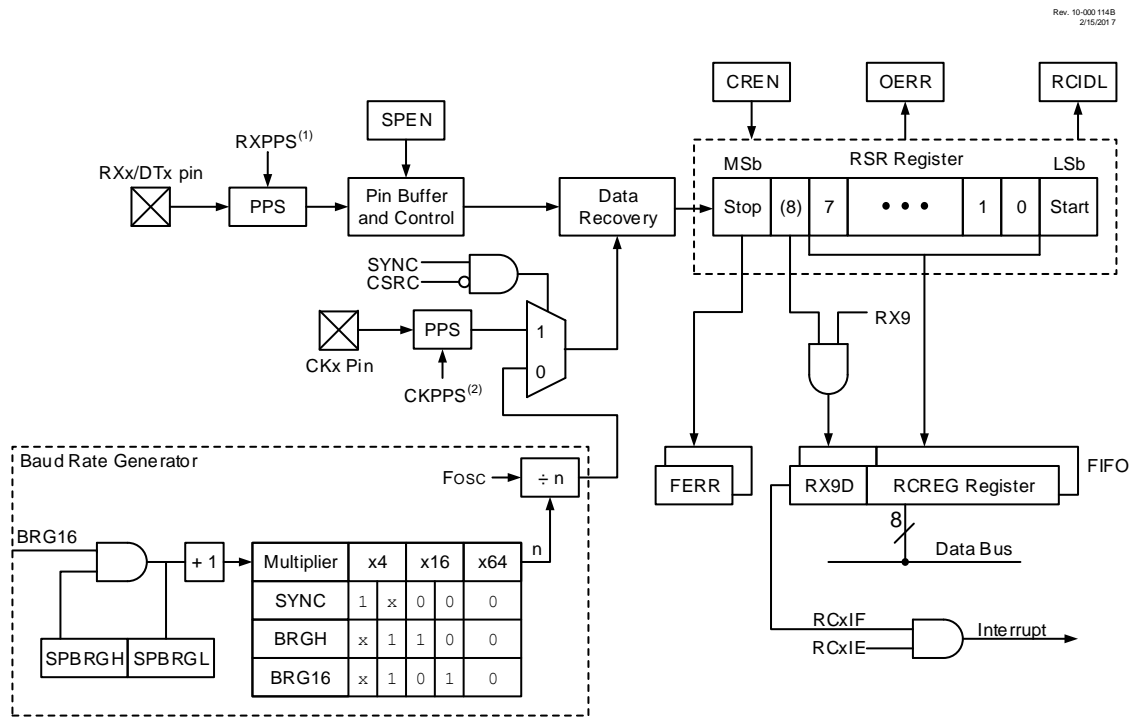 Rev. 10-000 114B
2/15/201 7
CREN
OERR
RCIDL
SPEN
RXPPS(1)
RXx/DTx pin
PPS
Pin Buffer
and Control
Data
Recovery
MSb
RSR Register
LSb
Stop (8) 7 • • • 1 0 Start
SYNC
CSRC
PPS
CKx Pin
CKPPS(2)
1
0
RX9
Baud Rate Generator
Fosc
÷ n
FERR
RX9D
RCREG Register
FIFO
8
Data Bus
BRG16
+ 1
n
Multiplier x4 x16 x64
SYNC 1 x 0 0 0
BRGH x 1 1 0 0
BRG16 x 1 0 1 0
SPBRGH SPBRGL
RCxIF
RCxIE
Interrupt